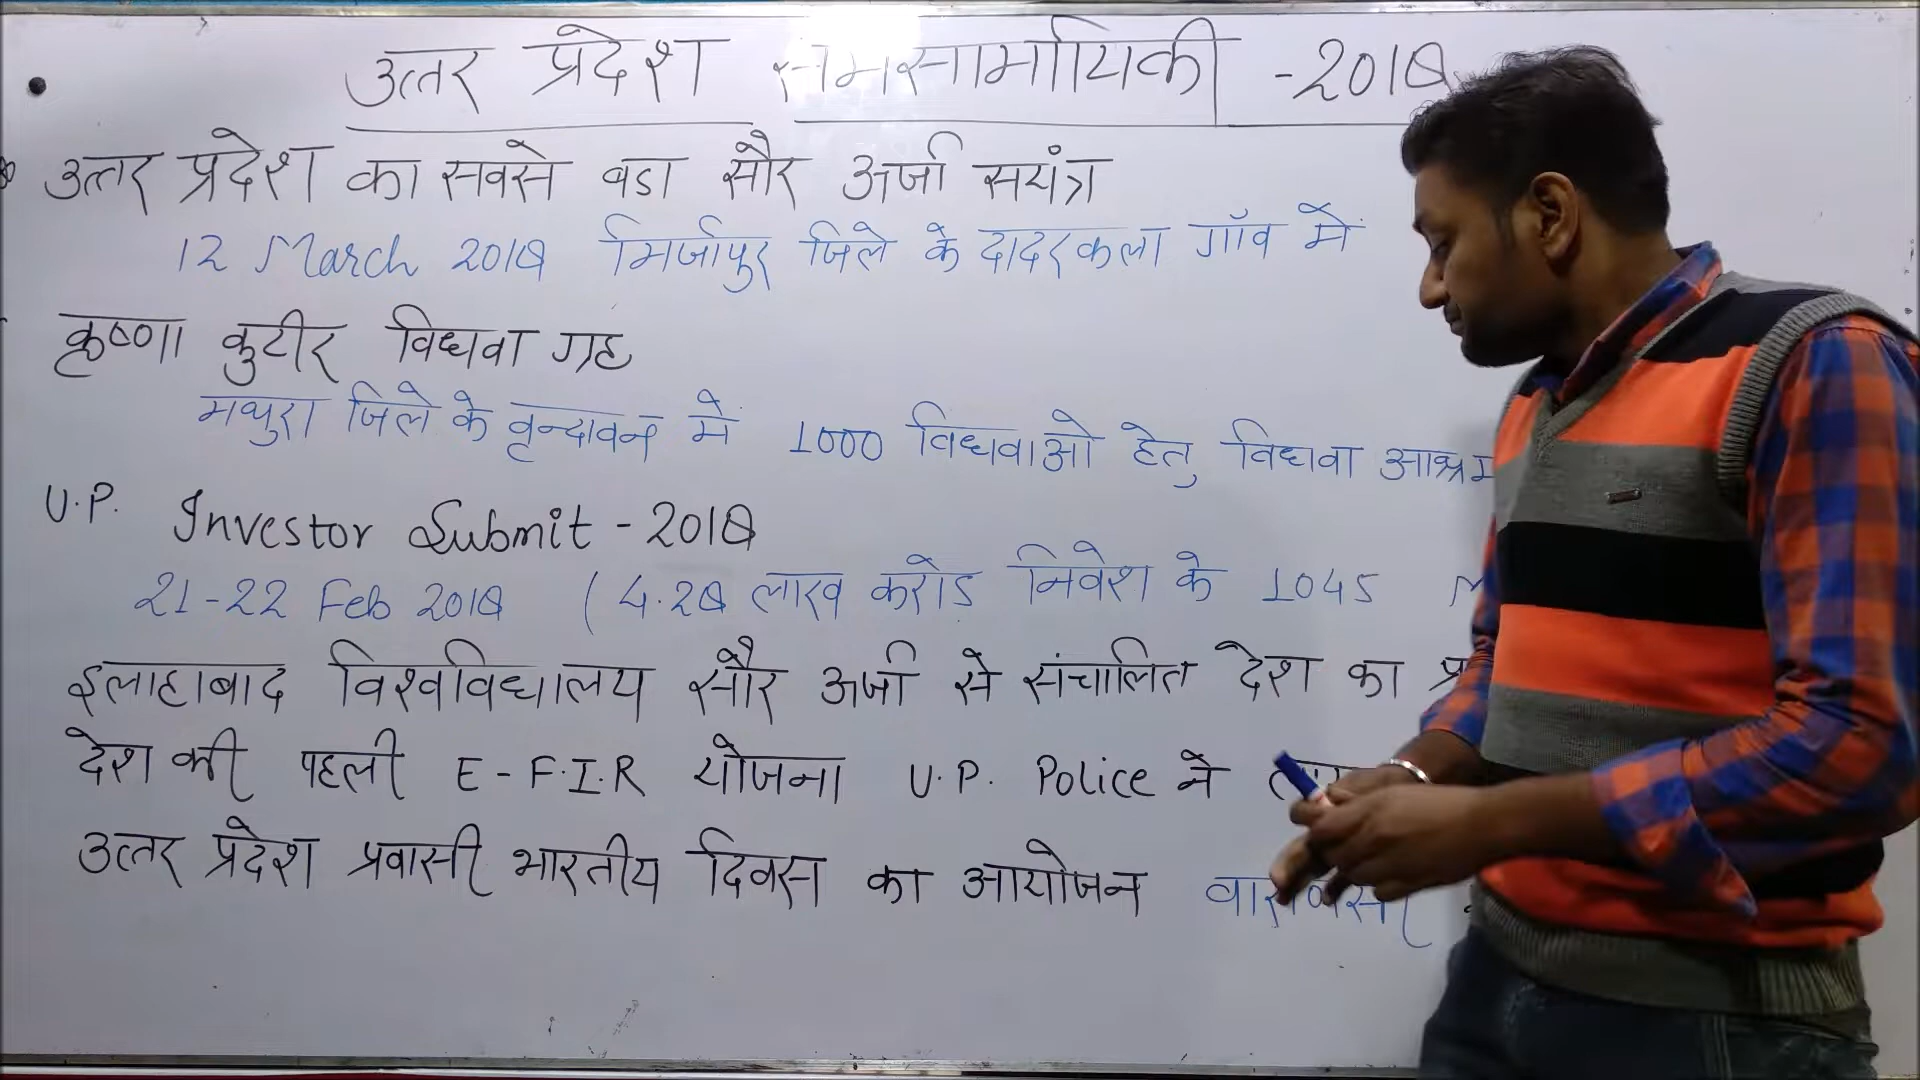 उत्तर प्रदेश समसामायिकी -2018
उत्तर प्रदेश का सबसे बडा सौर ऊर्जा सयंत्र
12 March 2018 मिर्जापुर जिले के दादरकला गाँव में
कृष्णा कुटीर विधवा ग्रह
मथुरा जिले के वृन्दावन में 1000 विधवाओ हेतु विधवा आश्रम
U.P. Investor Submit - 2018
21-22 Feb 2018 ( 4.28 लाख करोड निवेश के 1045
इलाहाबाद विश्वविधालय सौर ऊर्जा से संचालित देश का
देश की पहली E-F.I.R योजना U.P. Police ने
उत्तर प्रदेश प्रवासी भारतीय दिवस का आयोजन